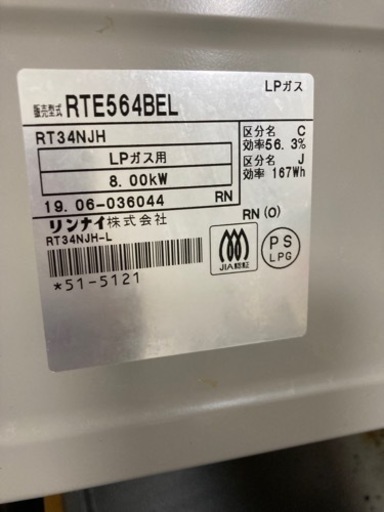 LPガス
販売型式 RTE564BEL
RT34NJH
LPガス用
8.00kW
19.06-036044 RN
リンナイ株式会社
RT34NJH-L
*51-5121
区分名 C
効率56.3%
区分名 J
効率 167Wh
RN(O)
JIA認証
PS
LPG